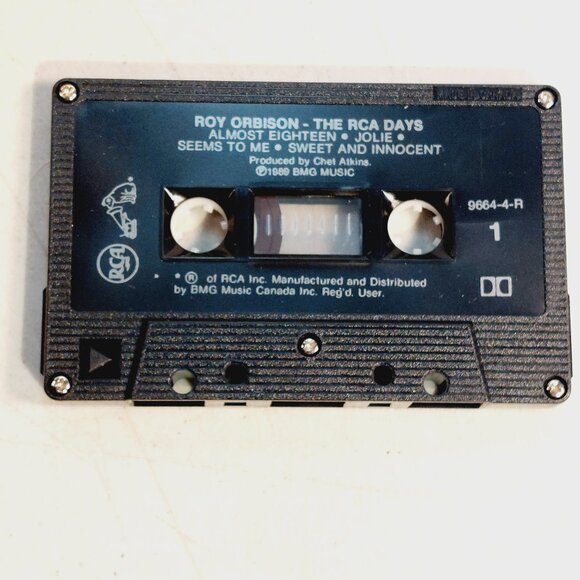 ROY ORBISON - THE RCA DAYS
ALMOST EIGHTEEN • JOLIE •
SEEMS TO ME • SWEET AND INNOCENT
Produced by Chet Atkins.
Ⓟ1989 BMG MUSIC
9664-4-R
1
RCA
• •® of RCA Inc. Manufactured and Distributed
by BMG Music Canada Inc. Reg'd. User.